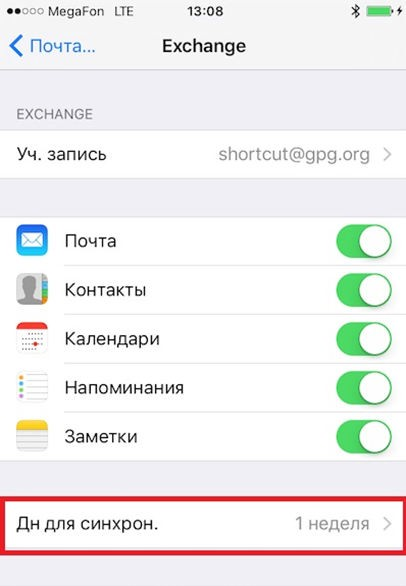 MegaFon LTE 13:08
Почта... Exchange
EXCHANGE
Уч. запись shortcut@gpg.org
Почта
Контакты
Календари
Напоминания
Заметки
Дн для синхрон. 1 неделя